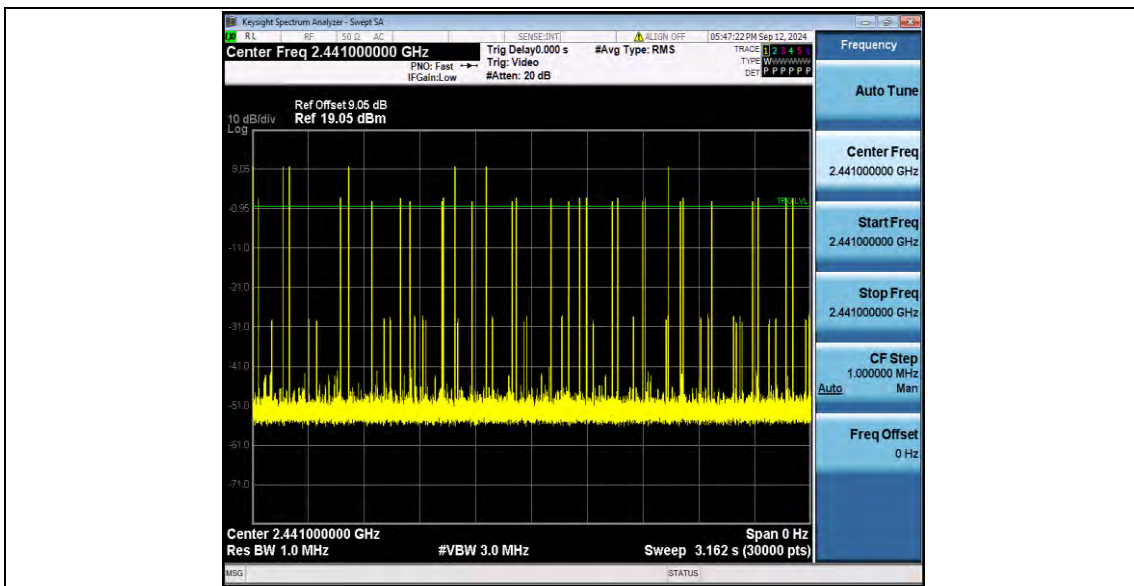 Keysight Spectrum Analyzer - Swept SA
RL RF 50 Ω AC SENSE:INT ALIGN OFF 05:47:22 PM Sep 12, 2024
Center Freq 2.441000000 GHz
PNO: Fast
IFGain:Low
Trig Delay0.000 s
Trig: Video
#Atten: 20 dB
#Avg Type: RMS
TRACE 1 2 3 4 5 6
TYPE WWWWWW
DET P P P P P P
Ref Offset 9.05 dB
10 dB/div Ref 19.05 dBm
Log
9.05
-0.95
TRIG LVL
-11.0
-21.0
-31.0
-41.0
-51.0
-61.0
-71.0
Center 2.441000000 GHz Span 0 Hz
Res BW 1.0 MHz #VBW 3.0 MHz Sweep 3.162 s (30000 pts)
MSG STATUS
Frequency
Auto Tune
Center Freq
2.441000000 GHz
Start Freq
2.441000000 GHz
Stop Freq
2.441000000 GHz
CF Step
1.000000 MHz
Auto Man
Freq Offset
0 Hz